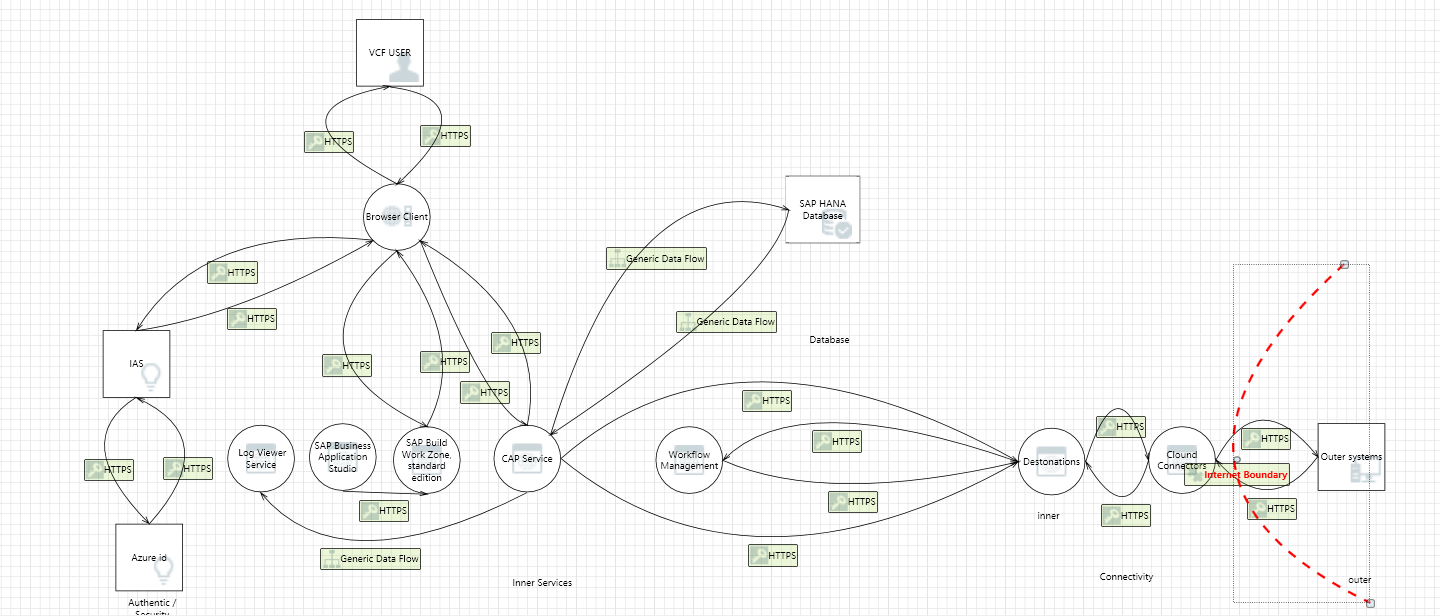 VCF USER
HTTPS
HTTPS
Browser Client
SAP HANA
Database
Generic Data Flow
HTTPS
HTTPS
Generic Data Flow
Database
HTTPS
IAS
HTTPS
HTTPS
HTTPS
HTTPS
HTTPS
HTTPS
HTTPS
Log Viewer
Service
SAP Business
Application
Studio
SAP Build
Work Zone,
standard
edition
CAP Service
Workflow
Management
Destonations
Clound
Connectors
Outer systems
HTTPS
HTTPS
HTTPS
Internet Boundary
HTTPS
HTTPS
HTTPS
HTTPS
inner
Generic Data Flow
HTTPS
Azure id
Inner Services
Connectivity
outer
Authentic /
Security